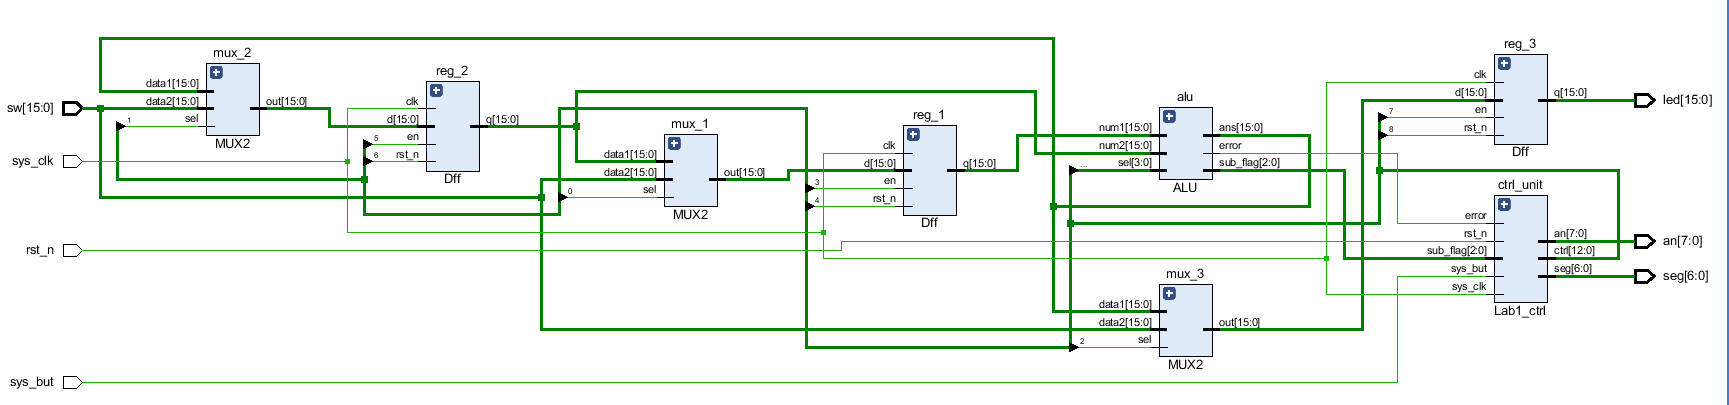 sw[15:0]
sys_clk
rst_n
sys_but
mux_2
data1[15:0]
data2[15:0]
sel
1
out[15:0]
MUX2
reg_2
clk
d[15:0]
en
5
rst_n
6
q[15:0]
Dff
mux_1
data1[15:0]
data2[15:0]
sel
0
out[15:0]
MUX2
reg_1
clk
d[15:0]
en
3
rst_n
4
q[15:0]
Dff
alu
num1[15:0]
num2[15:0]
sel[3:0]
...
ans[15:0]
error
sub_flag[2:0]
ALU
mux_3
data1[15:0]
data2[15:0]
sel
2
out[15:0]
MUX2
reg_3
clk
d[15:0]
en
7
rst_n
8
q[15:0]
Dff
ctrl_unit
error
rst_n
sub_flag[2:0]
sys_but
sys_clk
an[7:0]
ctrl[12:0]
seg[6:0]
Lab1_ctrl
led[15:0]
an[7:0]
seg[6:0]